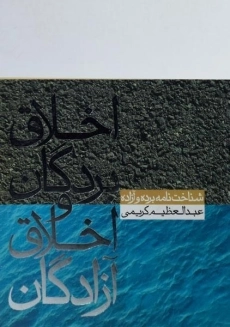 اخلاق
بردگان
و
شناخت‌نامه برده و آزاده
عبدالعظیم کریمی
اخلاق
آزادگان